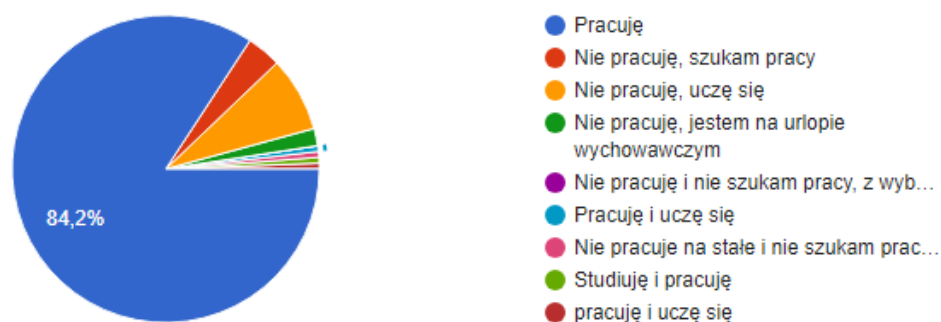 84,2%
Pracuję
Nie pracuję, szukam pracy
Nie pracuję, uczę się
Nie pracuję, jestem na urlopie
wychowawczym
Nie pracuję i nie szukam pracy, z wyb...
Pracuję i uczę się
Nie pracuje na stałe i nie szukam prac...
Studiuję i pracuję
pracuję i uczę się